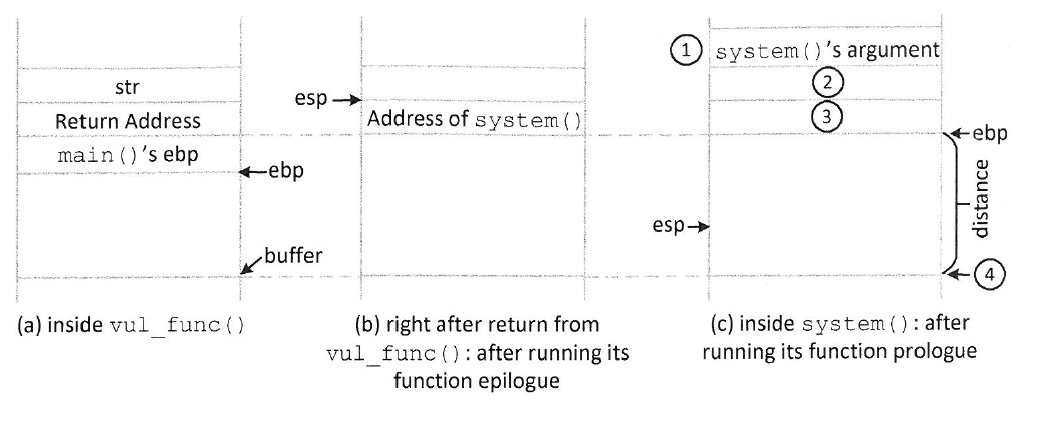 str
Return Address
main()'s ebp
ebp
buffer
(a) inside vul_func()
esp
Address of system()
(b) right after return from
vul_func(): after running its
function epilogue
1 system()'s argument
2
3
ebp
distance
esp
4
(c) inside system(): after
running its function prologue